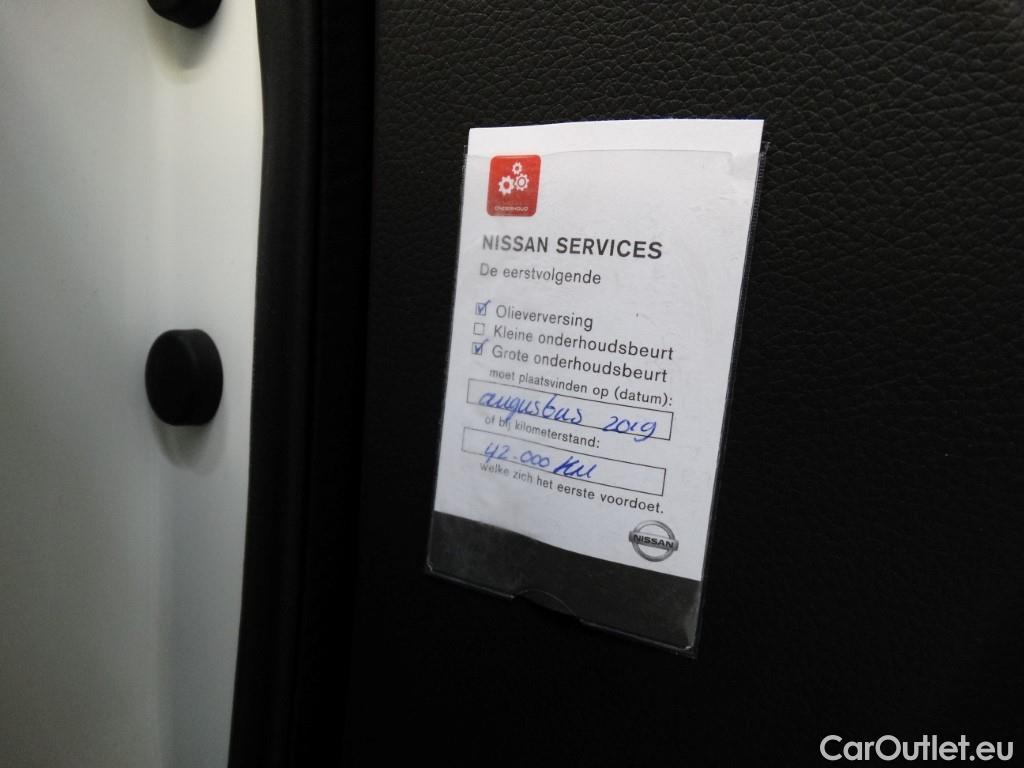 ONDERHOUD
NISSAN SERVICES
De eerstvolgende
Olieverversing
Kleine onderhoudsbeurt
Grote onderhoudsbeurt
moet plaatsvinden op (datum):
augustus 2019
of bij kilometerstand:
42.000 KM
welke zich het eerste voordoet.
NISSAN
CarOutlet.eu